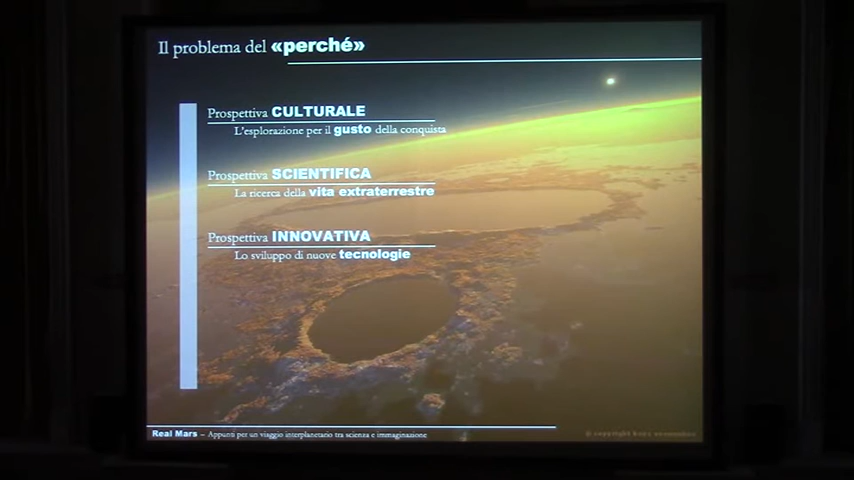 Il problema del «perché»
Prospettiva CULTURALE
L'esplorazione per il gusto della conquista
Prospettiva SCIENTIFICA
La ricerca della vita extraterrestre
Prospettiva INNOVATIVA
Lo sviluppo di nuove tecnologie
Real Mars – Appunti per un viaggio interplanetario tra scienza e immaginazione
© copyright